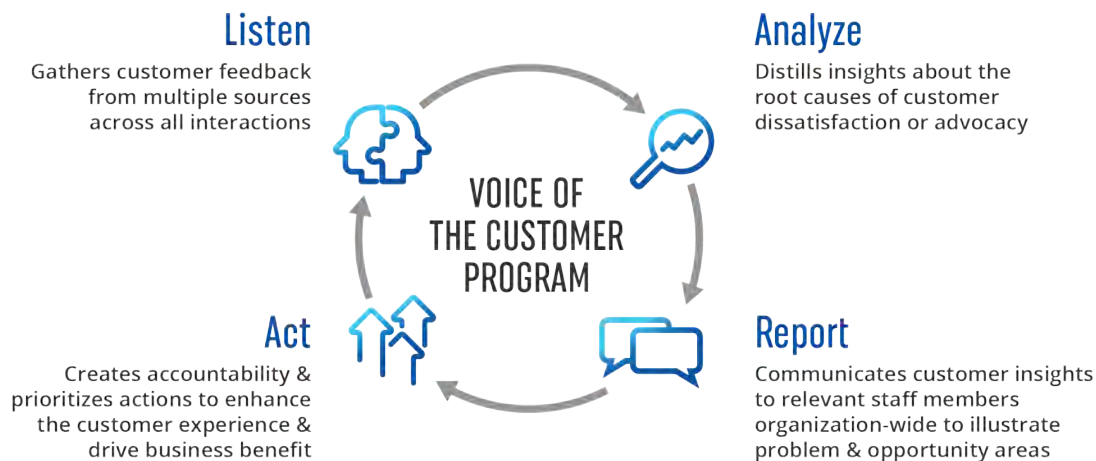 Listen
Gathers customer feedback
from multiple sources
across all interactions
Analyze
Distills insights about the
root causes of customer
dissatisfaction or advocacy
VOICE OF
THE CUSTOMER
PROGRAM
Act
Creates accountability &
prioritizes actions to enhance
the customer experience &
drive business benefit
Report
Communicates customer insights
to relevant staff members
organization-wide to illustrate
problem & opportunity areas